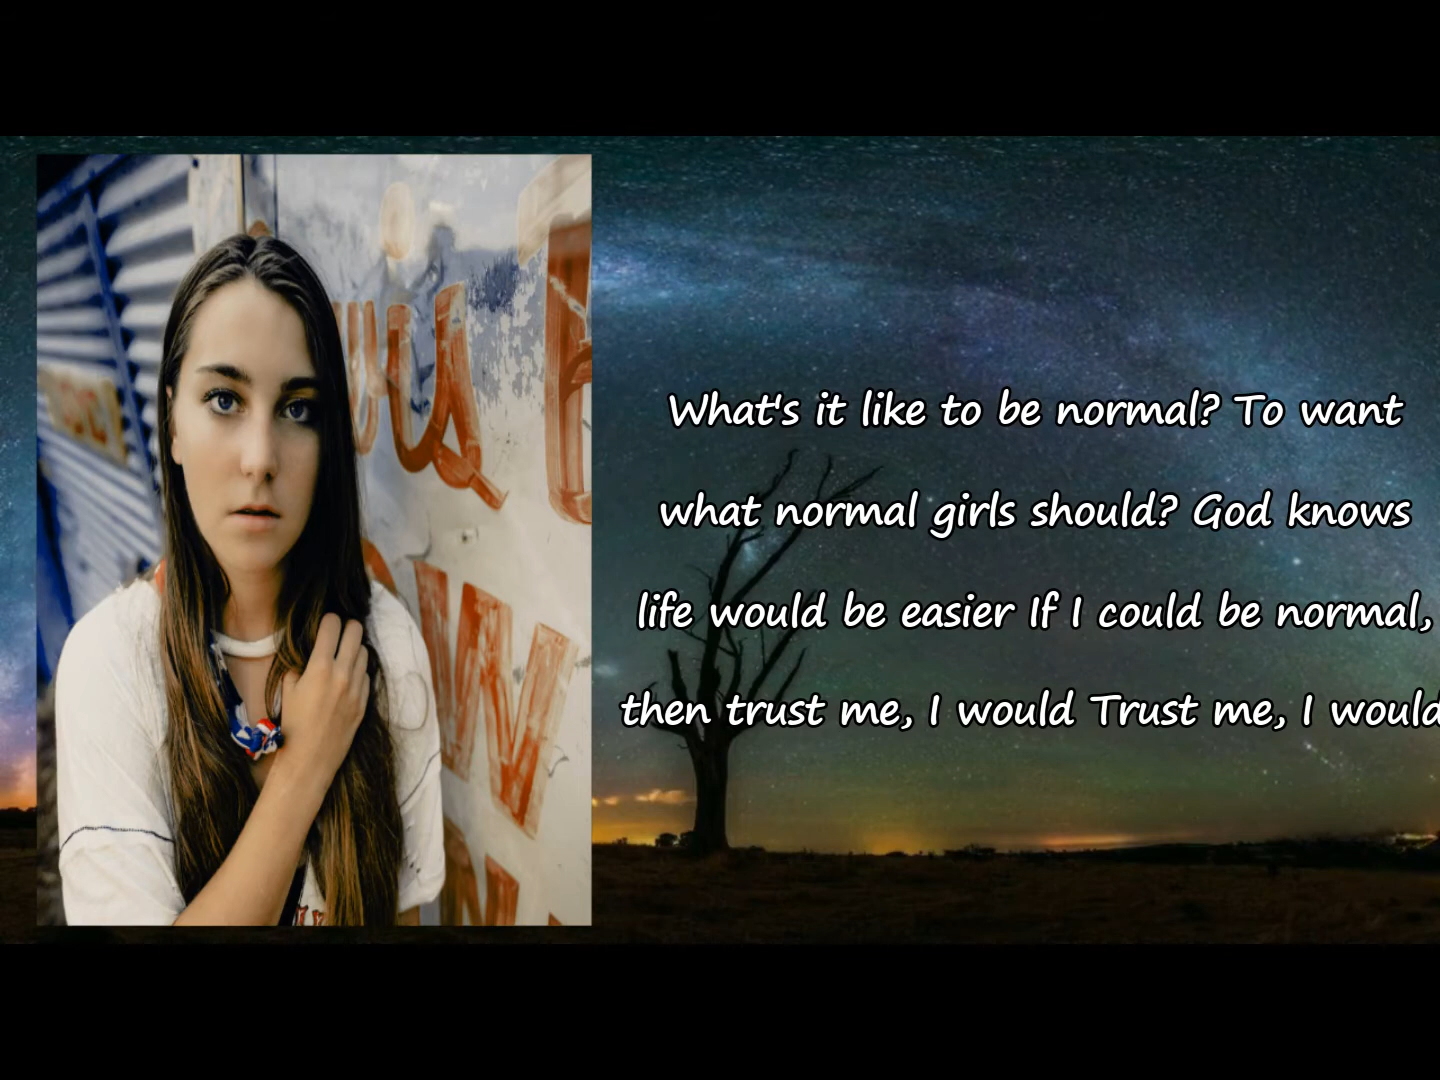 What's it like to be normal? To want
what normal girls should? God knows
life would be easier If I could be normal,
then trust me, I would Trust me, I would